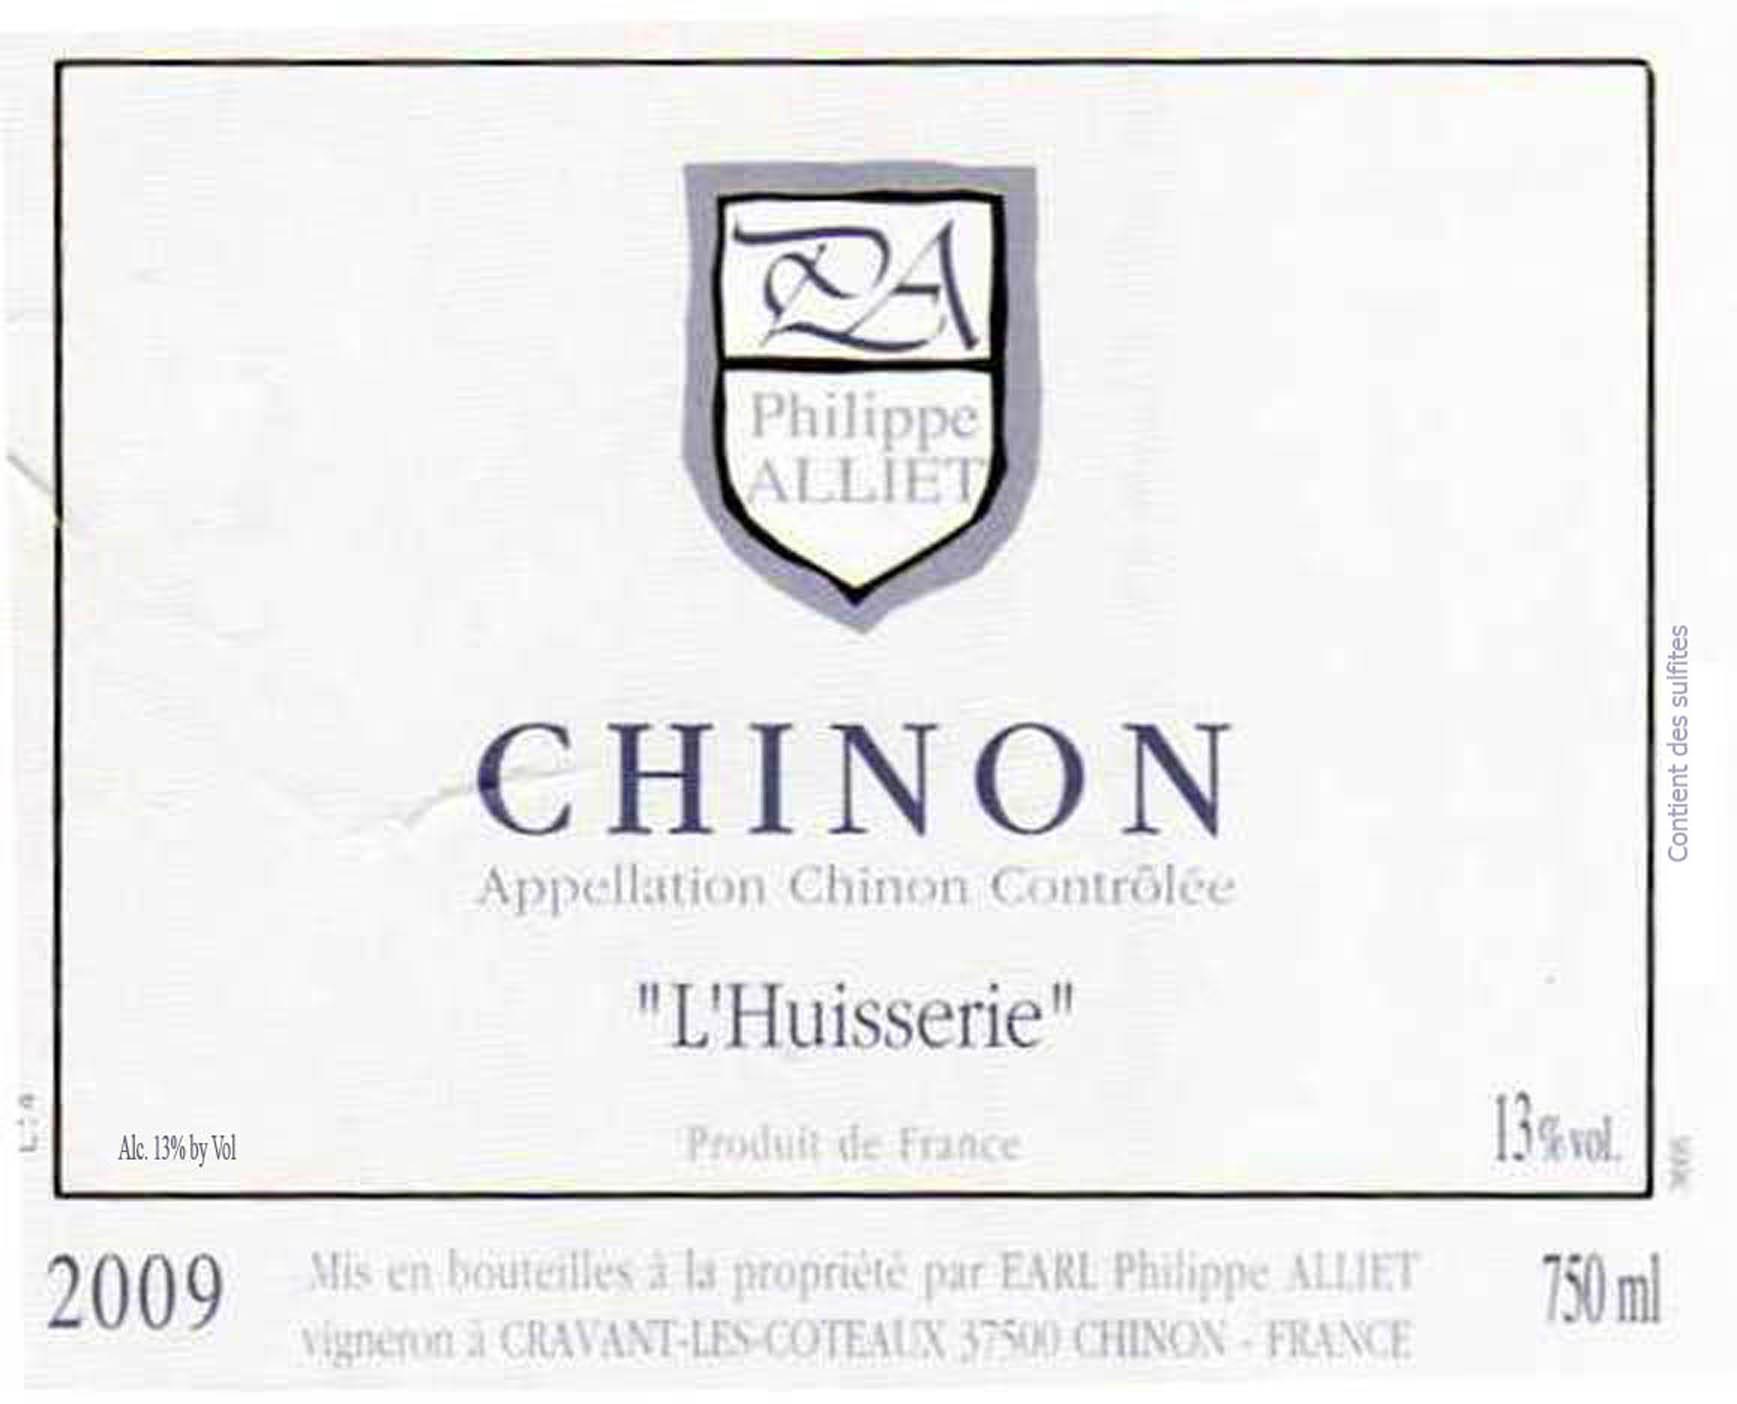 PA
Philippe
ALLIET
CHINON
Appellation Chinon Contrôlée
"L'Huisserie"
Alc. 13% by Vol
Produit de France
13% vol.
Contient des sulfites
2009
Mis en bouteilles à la propriété par EARL Philippe ALLIET
750 ml
vigneron à CRAVANT-LES-COTEAUX 37500 CHINON - FRANCE